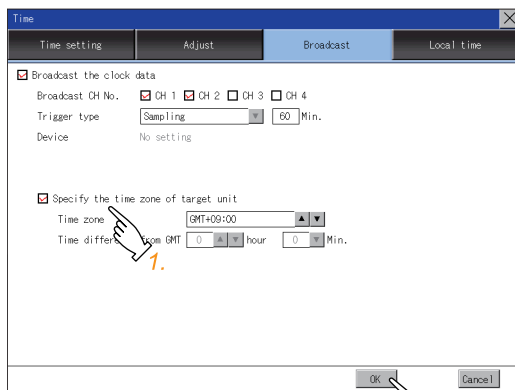 Time
Time setting Adjust Broadcast Local time
Broadcast the clock data
Broadcast CH No. CH 1 CH 2 CH 3 CH 4
Trigger type Sampling 60 Min.
Device No setting
Specify the time zone of target unit
Time zone GMT+09:00
from GMT 0 hour 0 Min.
1.
OK Cancel